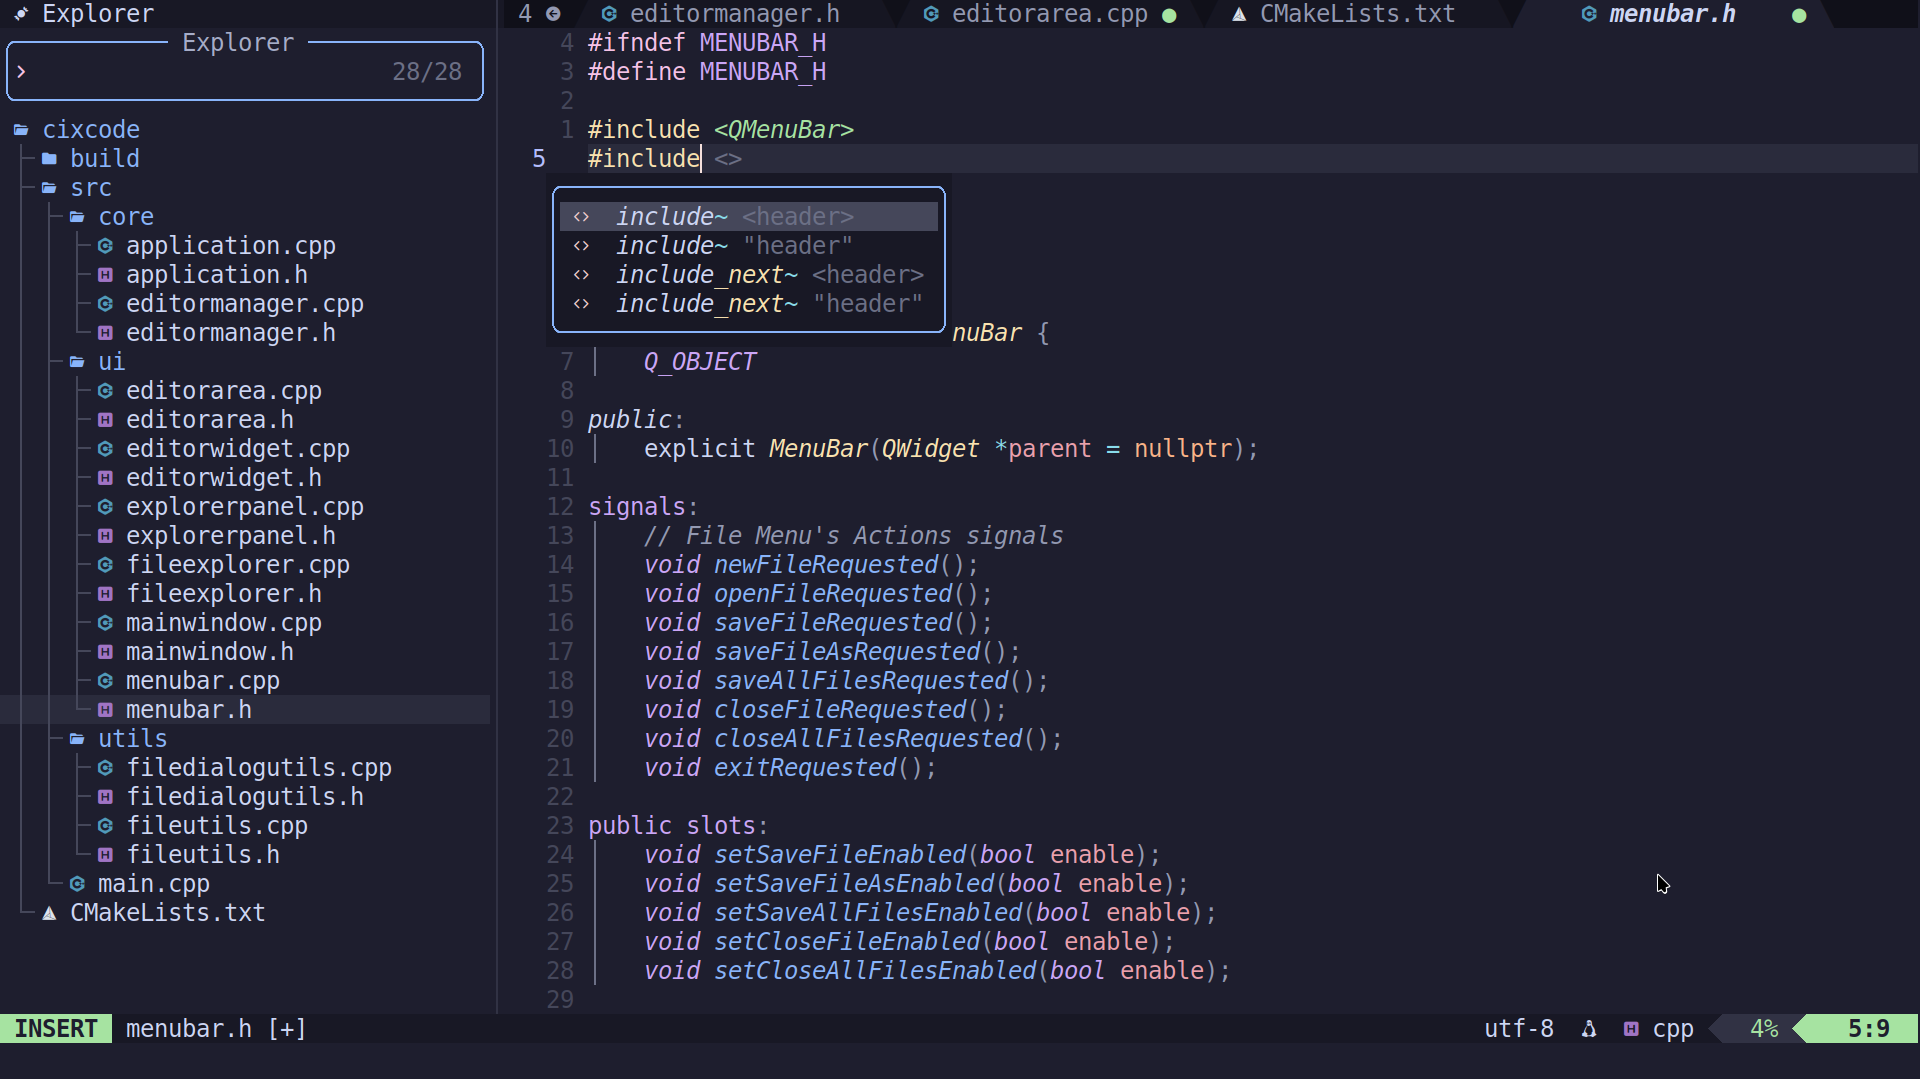 Explorer
Explorer
> 28/28
cixcode
build
src
core
application.cpp
application.h
editormanager.cpp
editormanager.h
ui
editorarea.cpp
editorarea.h
editorwidget.cpp
editorwidget.h
explorerpanel.cpp
explorerpanel.h
fileexplorer.cpp
fileexplorer.h
mainwindow.cpp
mainwindow.h
menubar.cpp
menubar.h
utils
filedialogutils.cpp
filedialogutils.h
fileutils.cpp
fileutils.h
main.cpp
CMakeLists.txt
4 editormanager.h editorarea.cpp CMakeLists.txt menubar.h
4 #ifndef MENUBAR_H
3 #define MENUBAR_H
2
1 #include <QMenuBar>
5 #include <>
include~ <header>
include~ "header"
include_next~ <header>
include_next~ "header"
nuBar {
7 Q_OBJECT
8
9 public:
10 explicit MenuBar(QWidget *parent = nullptr);
11
12 signals:
13 // File Menu's Actions signals
14 void newFileRequested();
15 void openFileRequested();
16 void saveFileRequested();
17 void saveFileAsRequested();
18 void saveAllFilesRequested();
19 void closeFileRequested();
20 void closeAllFilesRequested();
21 void exitRequested();
22
23 public slots:
24 void setSaveFileEnabled(bool enable);
25 void setSaveFileAsEnabled(bool enable);
26 void setSaveAllFilesEnabled(bool enable);
27 void setCloseFileEnabled(bool enable);
28 void setCloseAllFilesEnabled(bool enable);
29
INSERT menubar.h [+] utf-8 cpp 4% 5:9